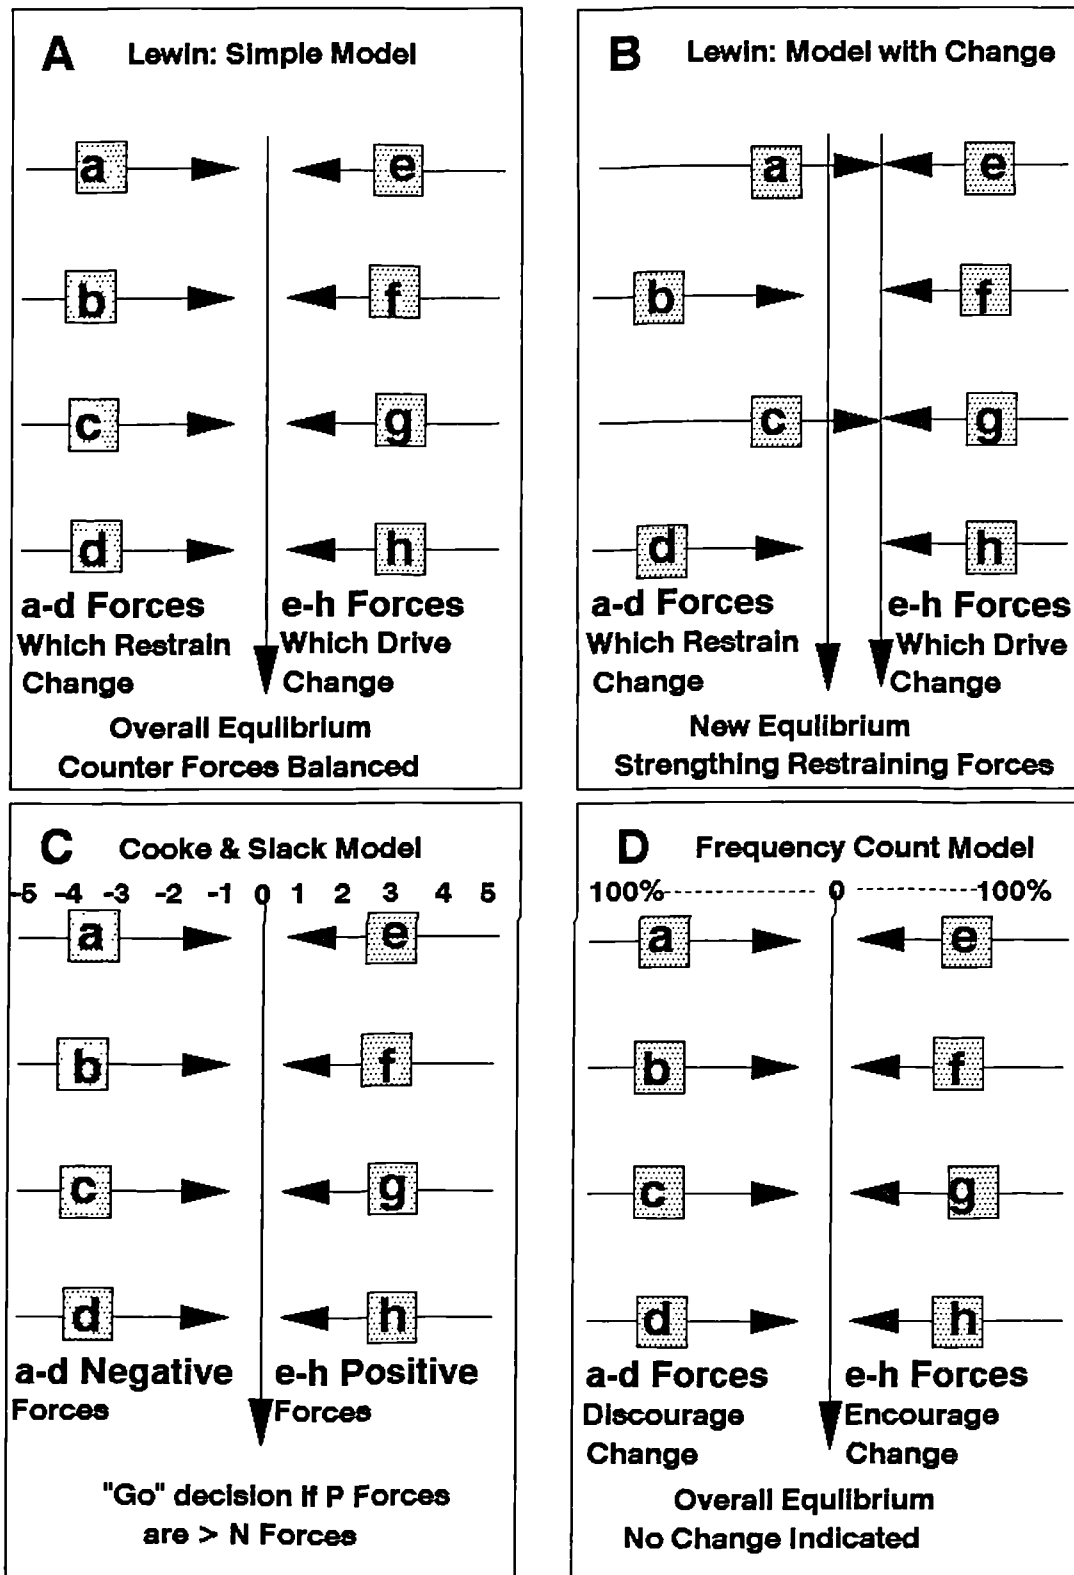 A Lewin: Simple Model
a e
b f
c g
d h
a-d Forces e-h Forces
Which Restrain Which Drive
Change Change
Overall Equlibrium
Counter Forces Balanced
B Lewin: Model with Change
a e
b f
c g
d h
a-d Forces e-h Forces
Which Restrain Which Drive
Change Change
New Equlibrium
Strengthing Restraining Forces
C Cooke & Slack Model
-5 -4 -3 -2 -1 0 1 2 3 4 5
a e
b f
c g
d h
a-d Negative e-h Positive
Forces Forces
"Go" decision if P Forces
are > N Forces
D Frequency Count Model
100% 0 100%
a e
b f
c g
d h
a-d Forces e-h Forces
Discourage Encourage
Change Change
Overall Equlibrium
No Change Indicated